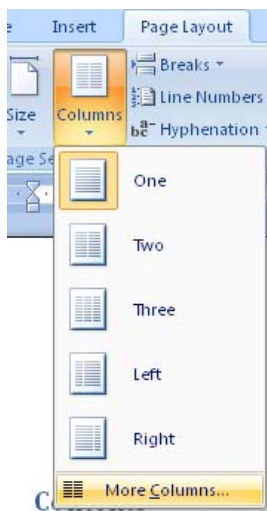 Insert Page Layout
Breaks
Size Columns Line Numbers
Hyphenation
One
Two
Three
Left
Right
More Columns...